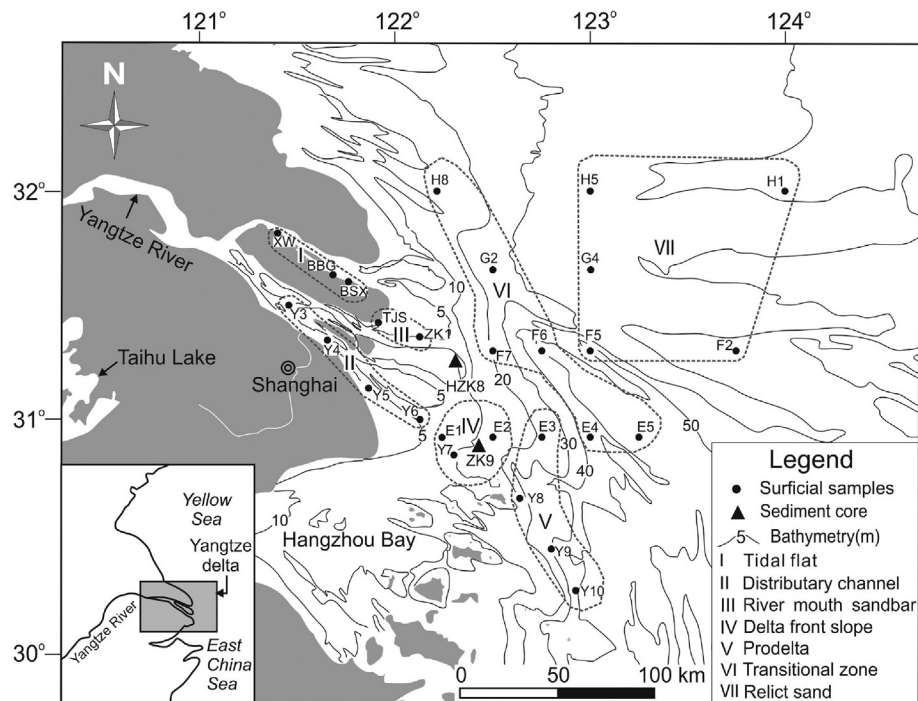 121° 122° 123° 124°
N
32°
31°
30°
H8
H5
H1
Yangtze River
XW
I
BBG
BSX
G2
G4
VII
VI
10
5
Y3
TJS
III
ZK1
Y4
II
F6
F5
F2
F7
Taihu Lake
Shanghai
HZK8
20
Y5
Y6
5
E1
IV
E2
E3
E4
E5
50
Y7
ZK9
30
40
Y8
V
Y9
Y10
10
Hangzhou Bay
Yellow
Sea
Yangtze
delta
Yangtze River
East
China
Sea
0 50 100 km
Legend
Surficial samples
Sediment core
5 Bathymetry(m)
I Tidal flat
II Distributary channel
III River mouth sandbar
IV Delta front slope
V Prodelta
VI Transitional zone
VII Relict sand